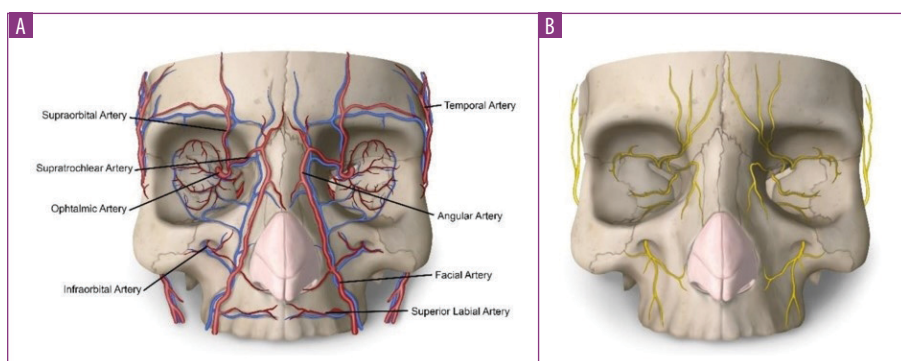 A
B
Supraorbital Artery
Temporal Artery
Supratrochlear Artery
Ophtalmic Artery
Angular Artery
Infraorbital Artery
Facial Artery
Superior Labial Artery